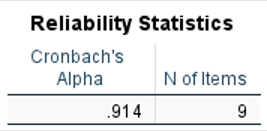 Reliability Statistics
Cronbach's
Alpha N of Items
.914 9